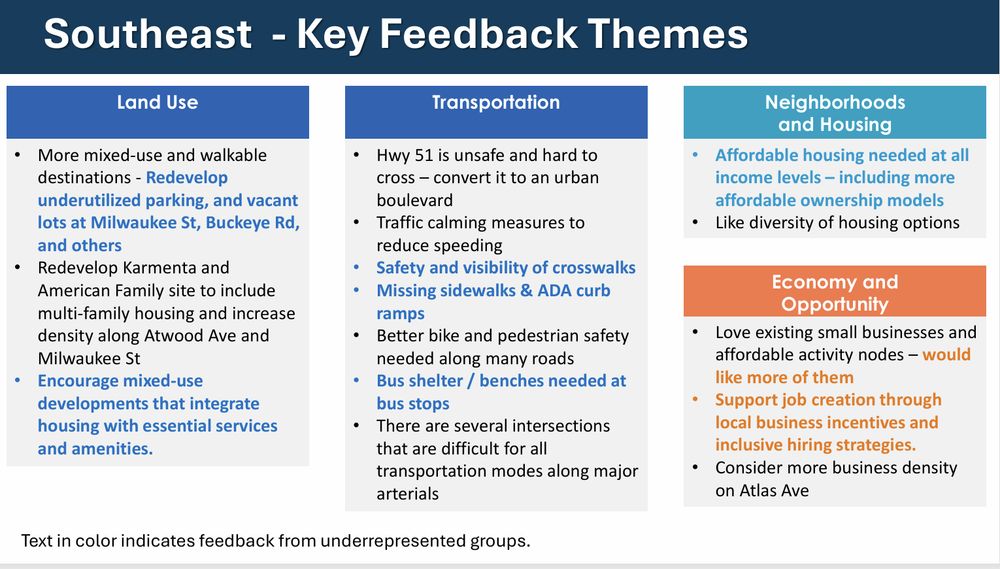 Southeast - Key Feedback Themes
Land Use
• More mixed-use and walkable
destinations - Redevelop
underutilized parking, and vacant
lots at Milwaukee St, Buckeye Rd,
and others
• Redevelop Karmenta and
American Family site to include
multi-family housing and increase
density along Atwood Ave and
Milwaukee St
• Encourage mixed-use
developments that integrate
housing with essential services
and amenities.
Transportation
• Hwy 51 is unsafe and hard to
cross – convert it to an urban
boulevard
• Traffic calming measures to
reduce speeding
• Safety and visibility of crosswalks
• Missing sidewalks & ADA curb
ramps
• Better bike and pedestrian safety
needed along many roads
• Bus shelter / benches needed at
bus stops
• There are several intersections
that are difficult for all
transportation modes along major
arterials
Neighborhoods
and Housing
• Affordable housing needed at all
income levels – including more
affordable ownership models
• Like diversity of housing options
Economy and
Opportunity
• Love existing small businesses and
affordable activity nodes – would
like more of them
• Support job creation through
local business incentives and
inclusive hiring strategies.
• Consider more business density
on Atlas Ave
Text in color indicates feedback from underrepresented groups.